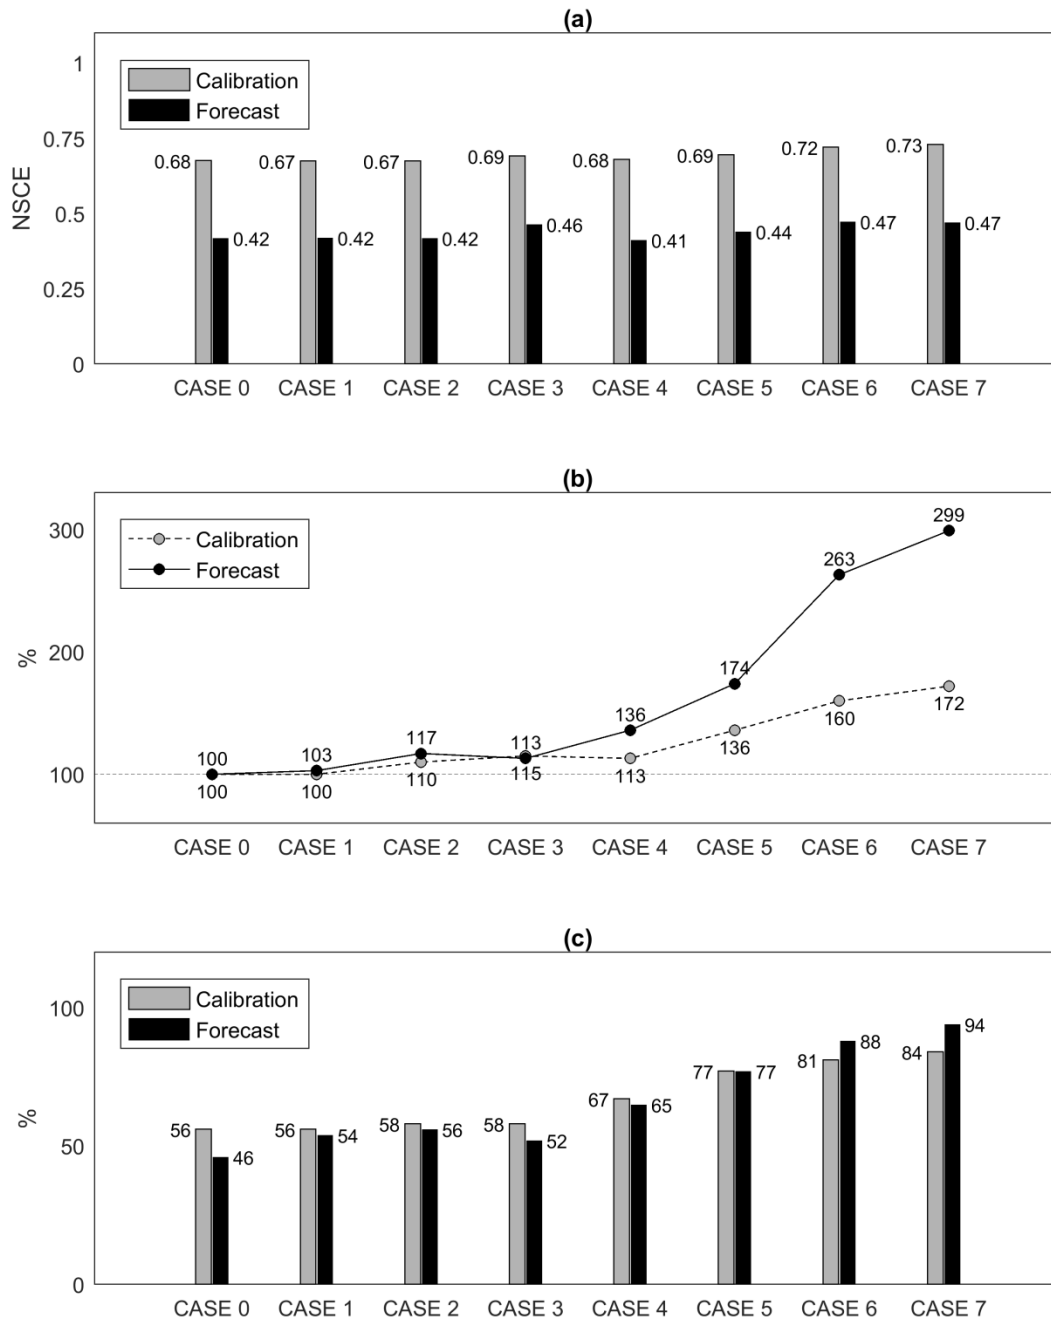 (a)
1
0.75
0.5
0.25
0
NSCE
Calibration
Forecast
0.68 0.42 0.67 0.42 0.67 0.42 0.69 0.46 0.68 0.41 0.69 0.44 0.72 0.47 0.73 0.47
CASE 0 CASE 1 CASE 2 CASE 3 CASE 4 CASE 5 CASE 6 CASE 7
(b)
300
200
100
%
Calibration
Forecast
100 103 117 113 136 174 263 299
100 100 110 115 113 136 160 172
CASE 0 CASE 1 CASE 2 CASE 3 CASE 4 CASE 5 CASE 6 CASE 7
(c)
100
50
0
%
Calibration
Forecast
56 46 56 54 58 56 58 52 67 65 77 77 81 88 84 94
CASE 0 CASE 1 CASE 2 CASE 3 CASE 4 CASE 5 CASE 6 CASE 7